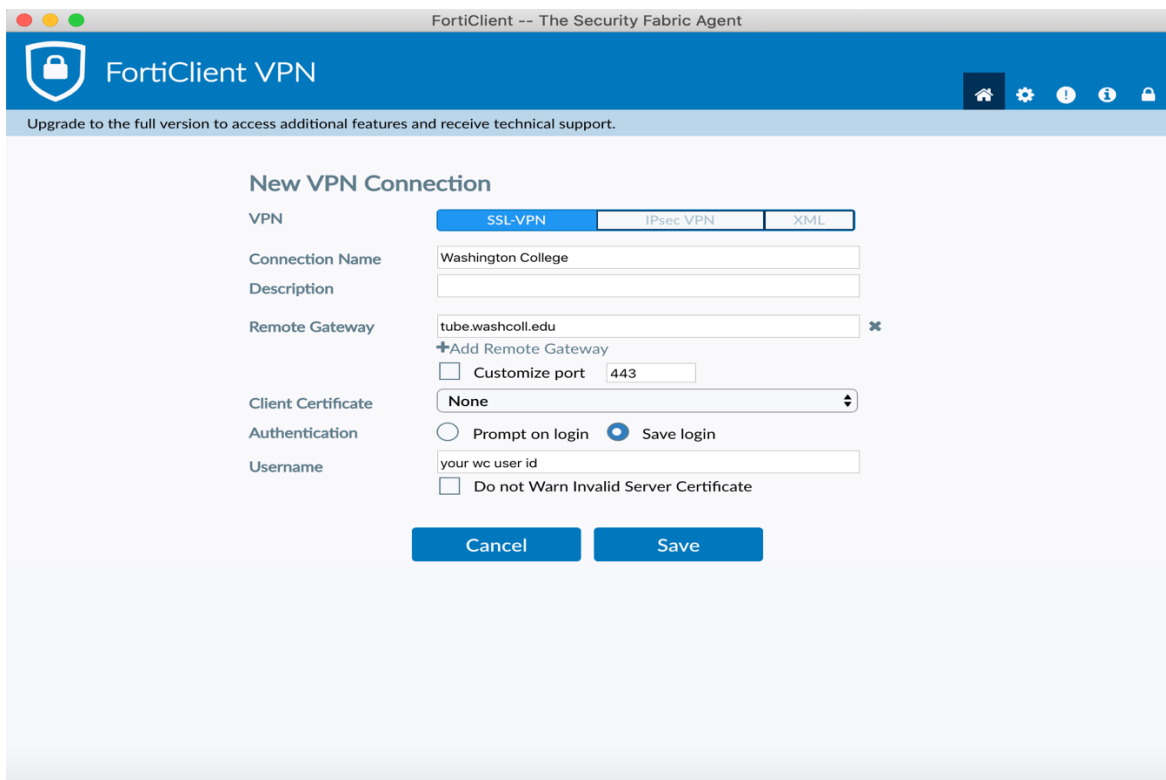 FortiClient -- The Security Fabric Agent
FortiClient VPN
Upgrade to the full version to access additional features and receive technical support.
New VPN Connection
VPN SSL-VPN IPsec VPN XML
Connection Name Washington College
Description
Remote Gateway tube.washcoll.edu
+Add Remote Gateway
Customize port 443
Client Certificate None
Authentication Prompt on login Save login
Username your wc user id
Do not Warn Invalid Server Certificate
Cancel Save